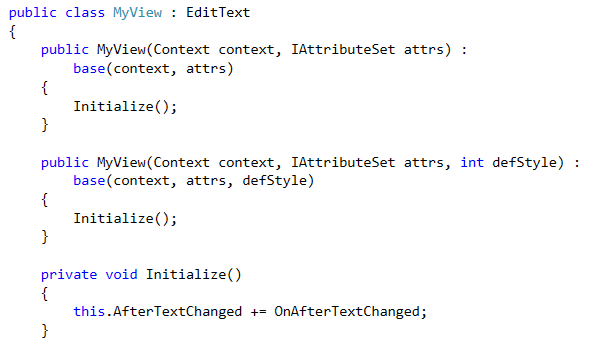 public class MyView : EditText
{
    public MyView(Context context, IAttributeSet attrs) :
        base(context, attrs)
    {
        Initialize();
    }

    public MyView(Context context, IAttributeSet attrs, int defStyle) :
        base(context, attrs, defStyle)
    {
        Initialize();
    }

    private void Initialize()
    {
        this.AfterTextChanged += OnAfterTextChanged;
    }